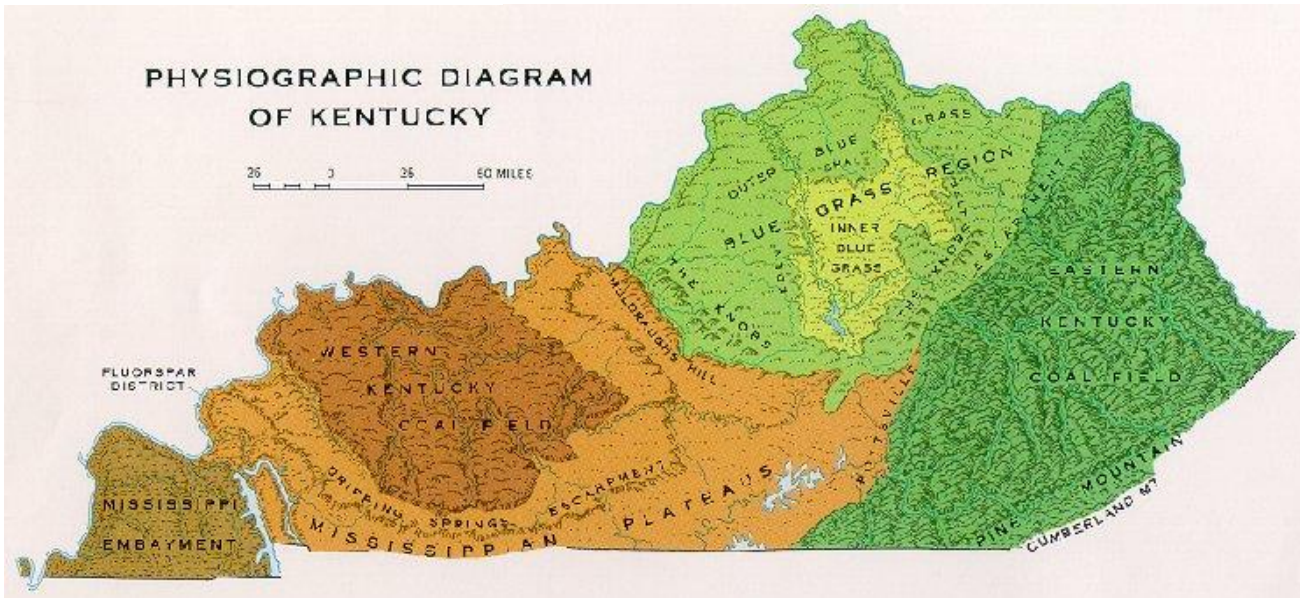 PHYSIOGRAPHIC DIAGRAM
OF KENTUCKY
25 0 25 50 MILES
OUTER BLUE GRASS
BLUE GRASS REGION
INNER
BLUE
GRASS
THE KNOBS
THE KNOBS
ESCARPMENT
MULDRAUGHS HILL
EASTERN
KENTUCKY
COAL FIELD
WESTERN
KENTUCKY
COAL FIELD
FLUORSPAR
DISTRICT
MISSISSIPPI
EMBAYMENT
DRIPPING SPRINGS ESCARPMENT
MISSISSIPPIAN PLATEAUS
PINE MOUNTAIN
CUMBERLAND MT